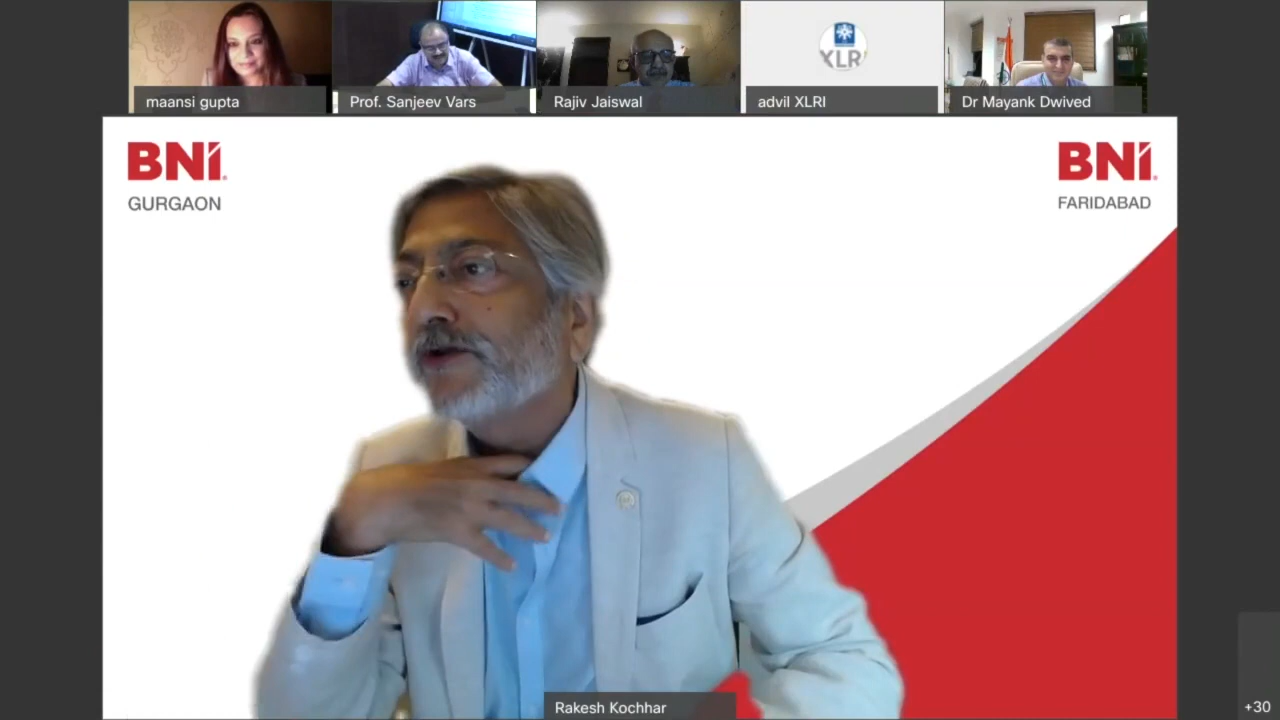 XLRI
maansi gupta
Prof. Sanjeev Vars
Rajiv Jaiswal
advil XLRI
Dr Mayank Dwived
BNI
GURGAON
BNI
FARIDABAD
Rakesh Kochhar
+30